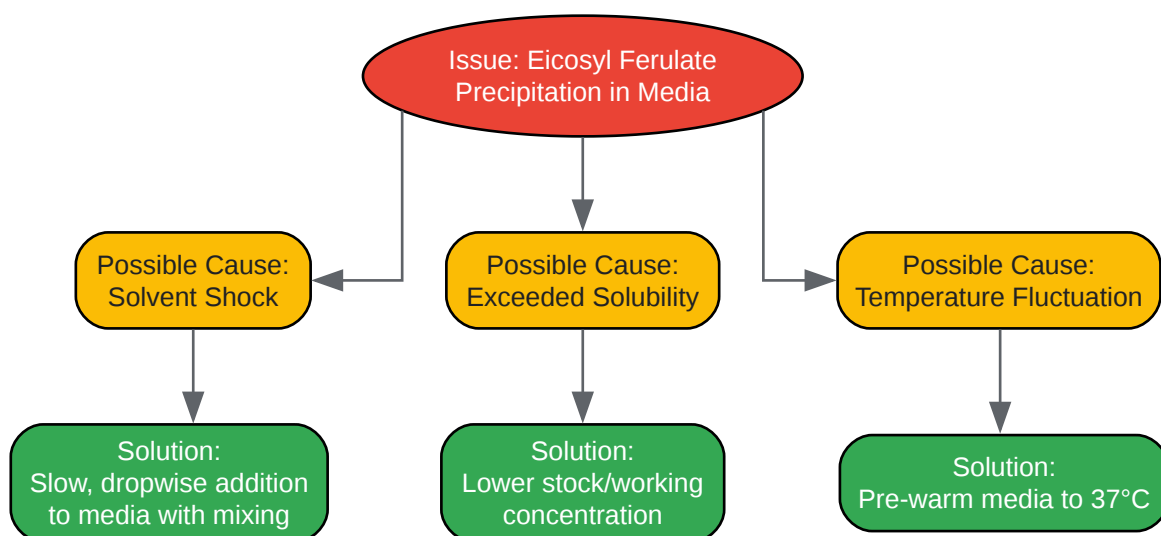 Issue: Eicosyl Ferulate
Precipitation in Media
Possible Cause:
Solvent Shock
Possible Cause:
Exceeded Solubility
Possible Cause:
Temperature Fluctuation
Solution:
Slow, dropwise addition
to media with mixing
Solution:
Lower stock/working
concentration
Solution:
Pre-warm media to 37°C